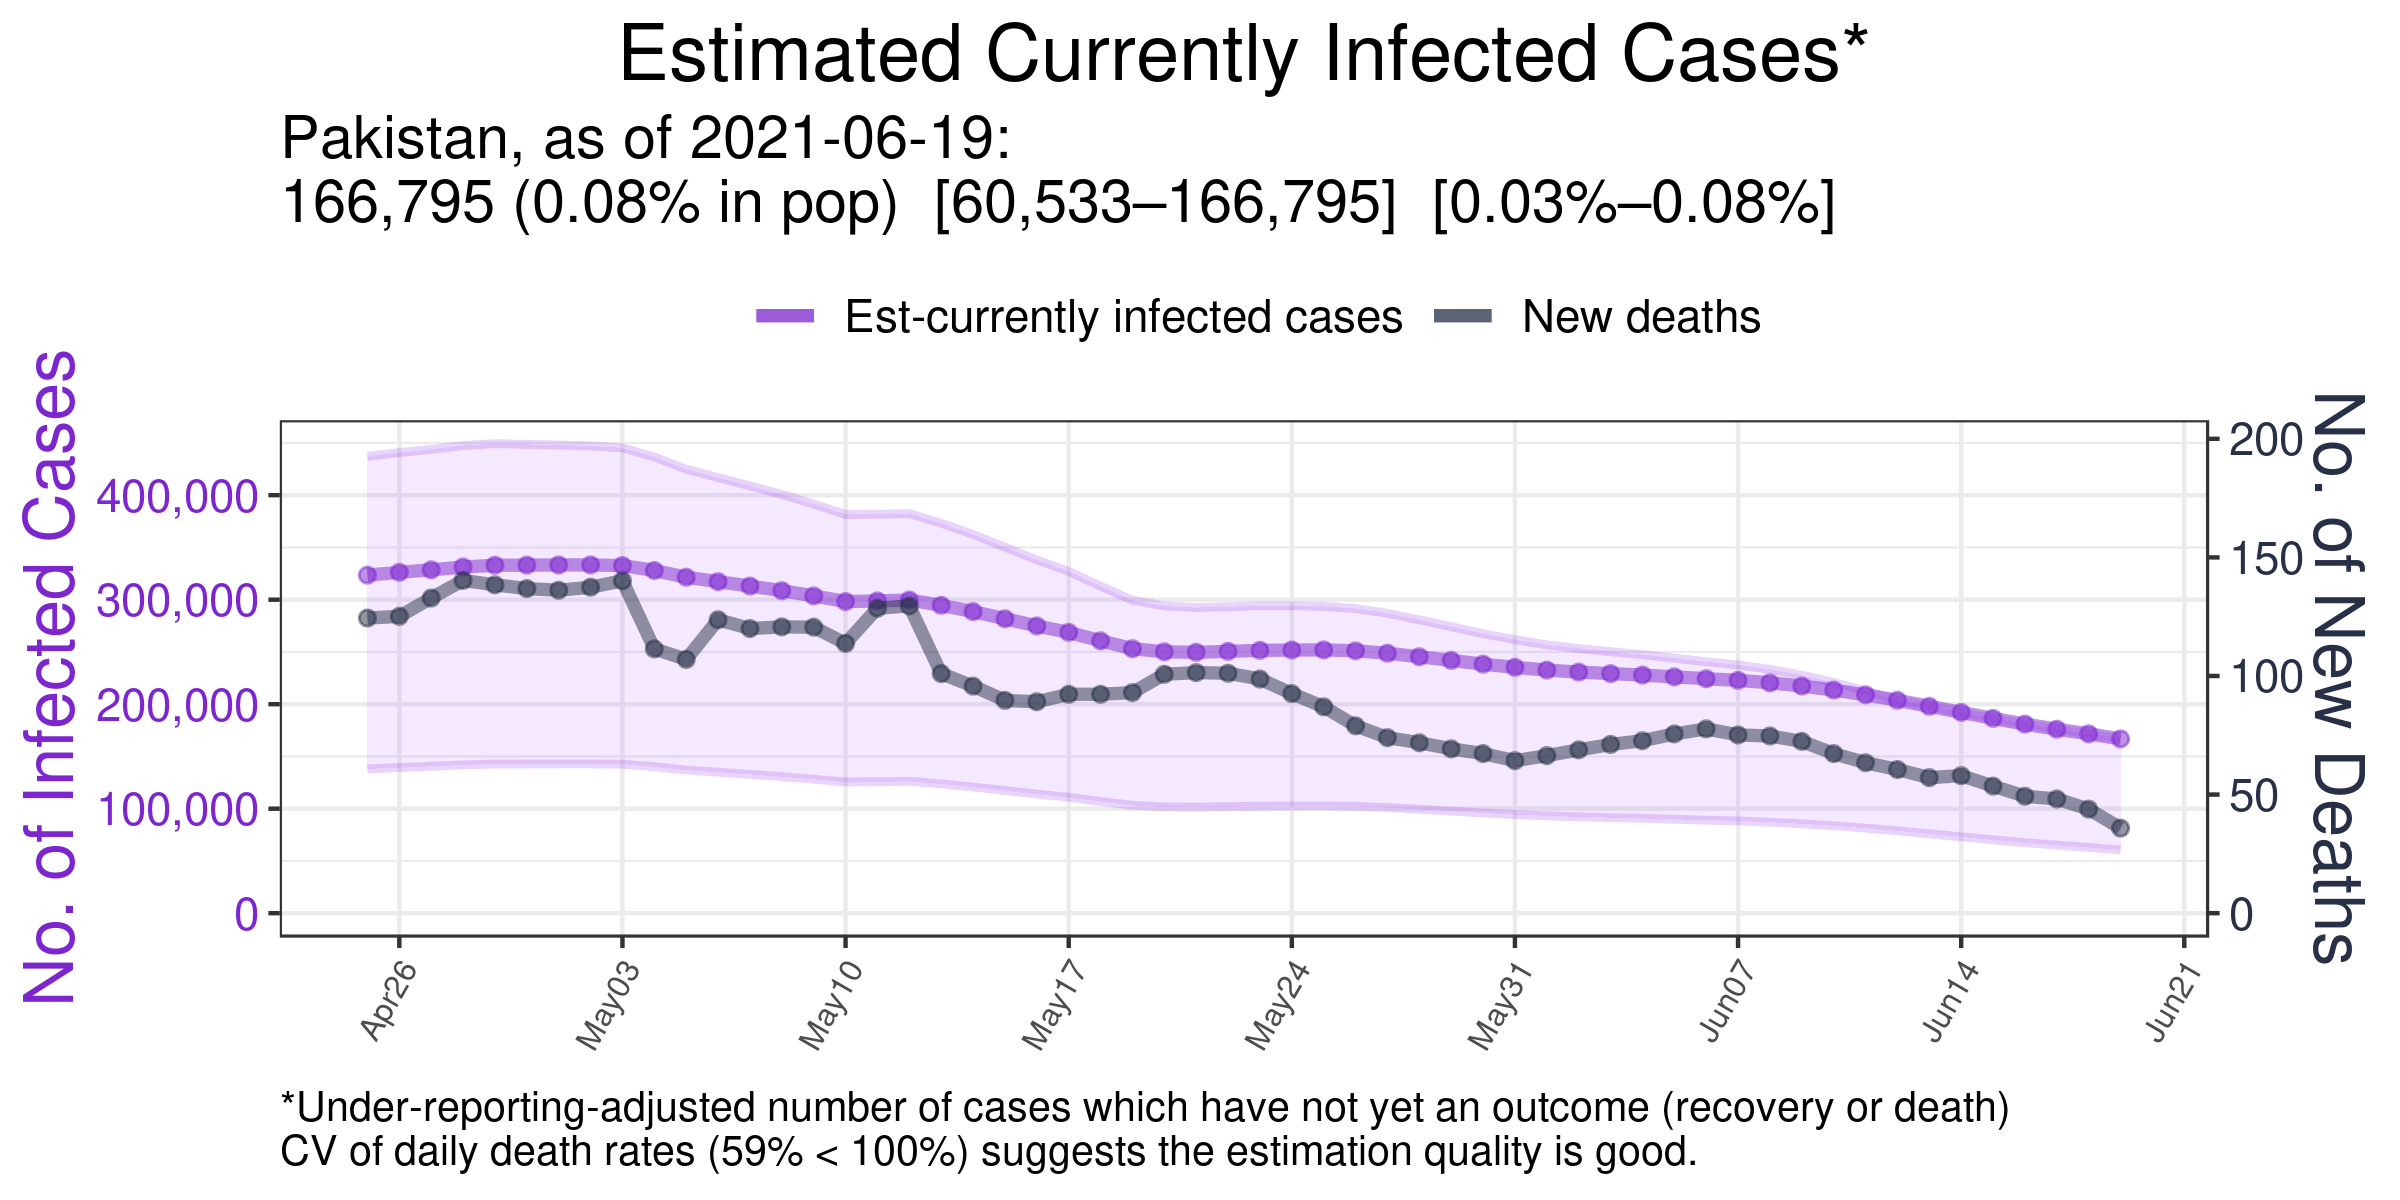 Estimated Currently Infected Cases*
Pakistan, as of 2021-06-19:
166,795 (0.08% in pop)  [60,533–166,795]  [0.03%–0.08%]
Est-currently infected cases
New deaths
No. of Infected Cases
400,000
300,000
200,000
100,000
0
200
150
100
50
0
No. of New Deaths
Apr26
May03
May10
May17
May24
May31
Jun07
Jun14
Jun21
*Under-reporting-adjusted number of cases which have not yet an outcome (recovery or death)
CV of daily death rates (59% < 100%) suggests the estimation quality is good.